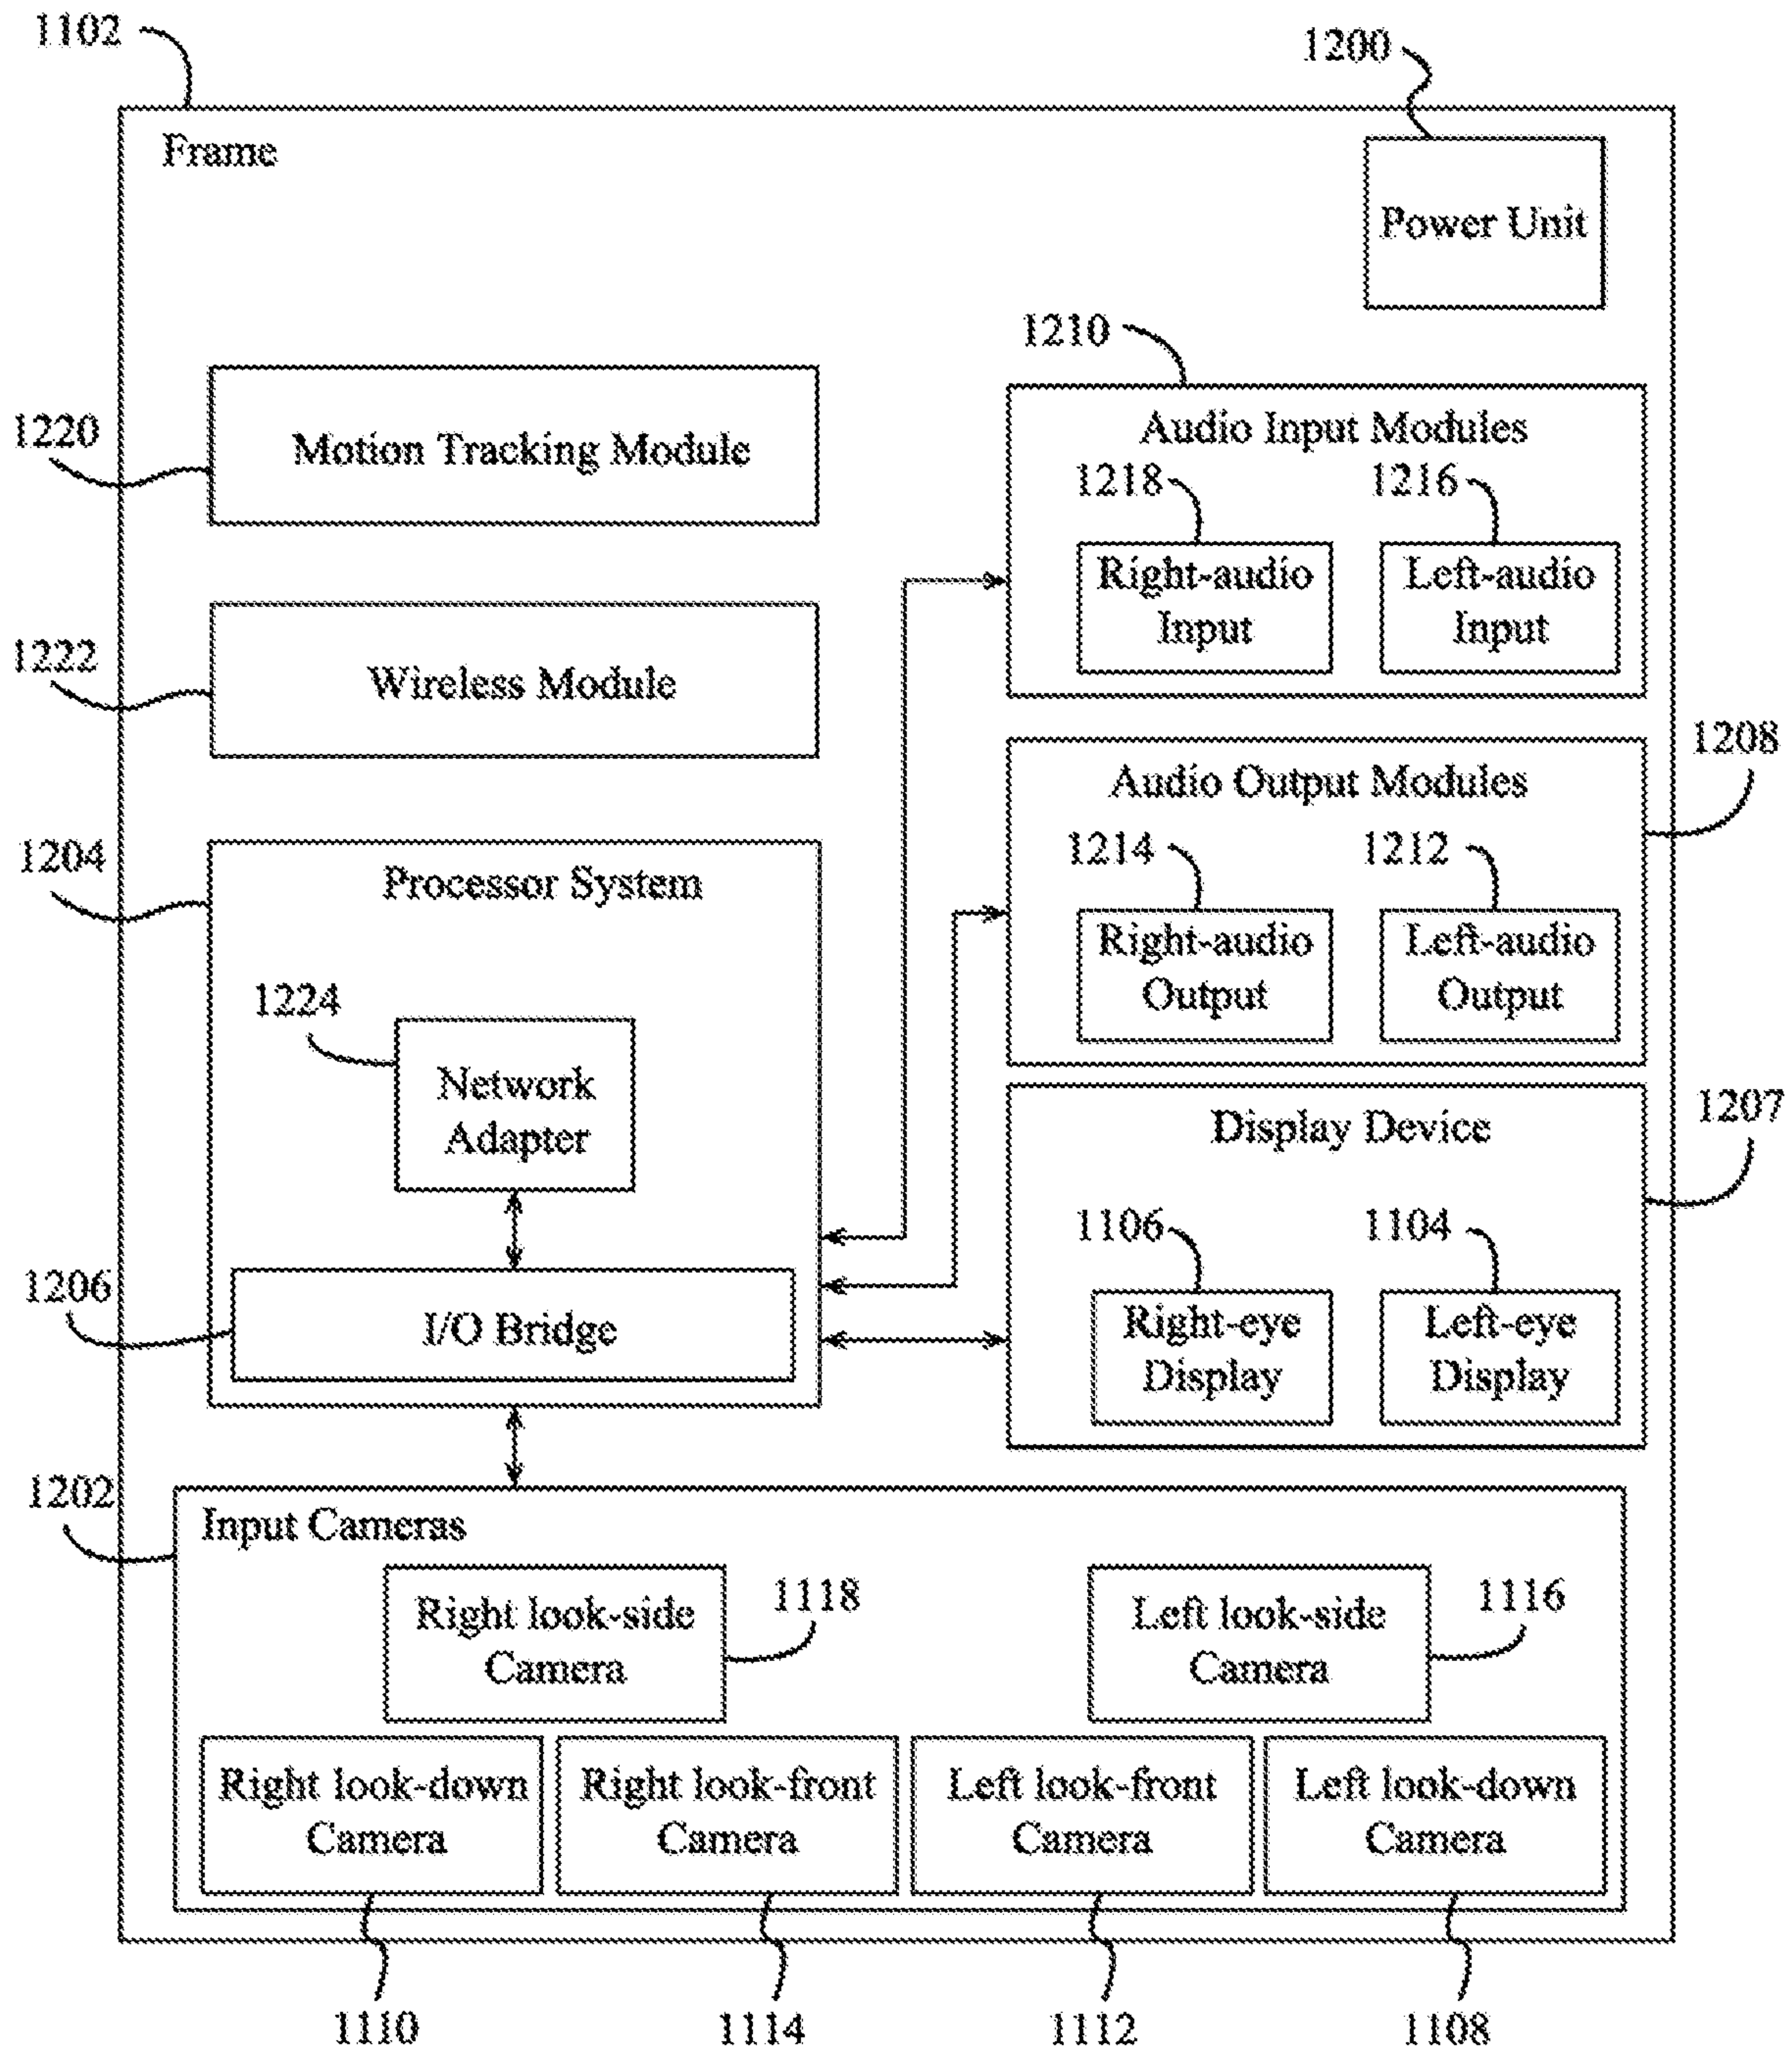 1102
1200
Frame
Power Unit
1210
1220
Motion Tracking Module
Audio Input Modules
1218
1216
Right-audio
Input
Left-audio
Input
1222
Wireless Module
1208
Audio Output Modules
1214
1212
Right-audio
Output
Left-audio
Output
1204
Processor System
1224
Network
Adapter
1207
Display Device
1106
1104
Right-eye
Display
Left-eye
Display
1206
I/O Bridge
1202
Input Cameras
Right look-side
Camera
1118
Left look-side
Camera
1116
Right look-down
Camera
Right look-front
Camera
Left look-front
Camera
Left look-down
Camera
1110
1114
1112
1108